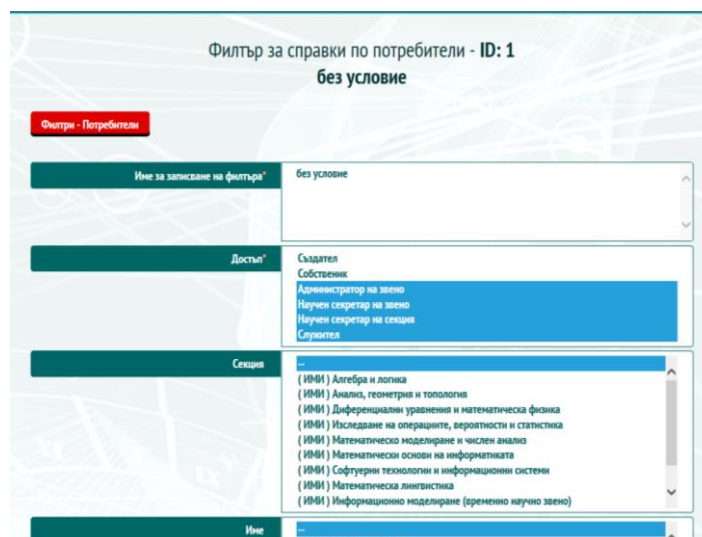 Филтър за справки по потребители - ID: 1
без условие
Филтри - Потребители
Име за записване на филтъра*
без условие
Достъп*
Създател
Собственик
Администратор на звено
Научен секретар на звено
Научен секретар на секция
Служител
Секция
--
( ИМИ ) Алгебра и логика
( ИМИ ) Анализ, геометрия и топология
( ИМИ ) Диференциални уравнения и математическа физика
( ИМИ ) Изследване на операциите, вероятности и статистика
( ИМИ ) Математическо моделиране и числен анализ
( ИМИ ) Математически основи на информатиката
( ИМИ ) Софтуерни технологии и информационни системи
( ИМИ ) Математическа лингвистика
( ИМИ ) Информационно моделиране (временно научно звено)
Име
--